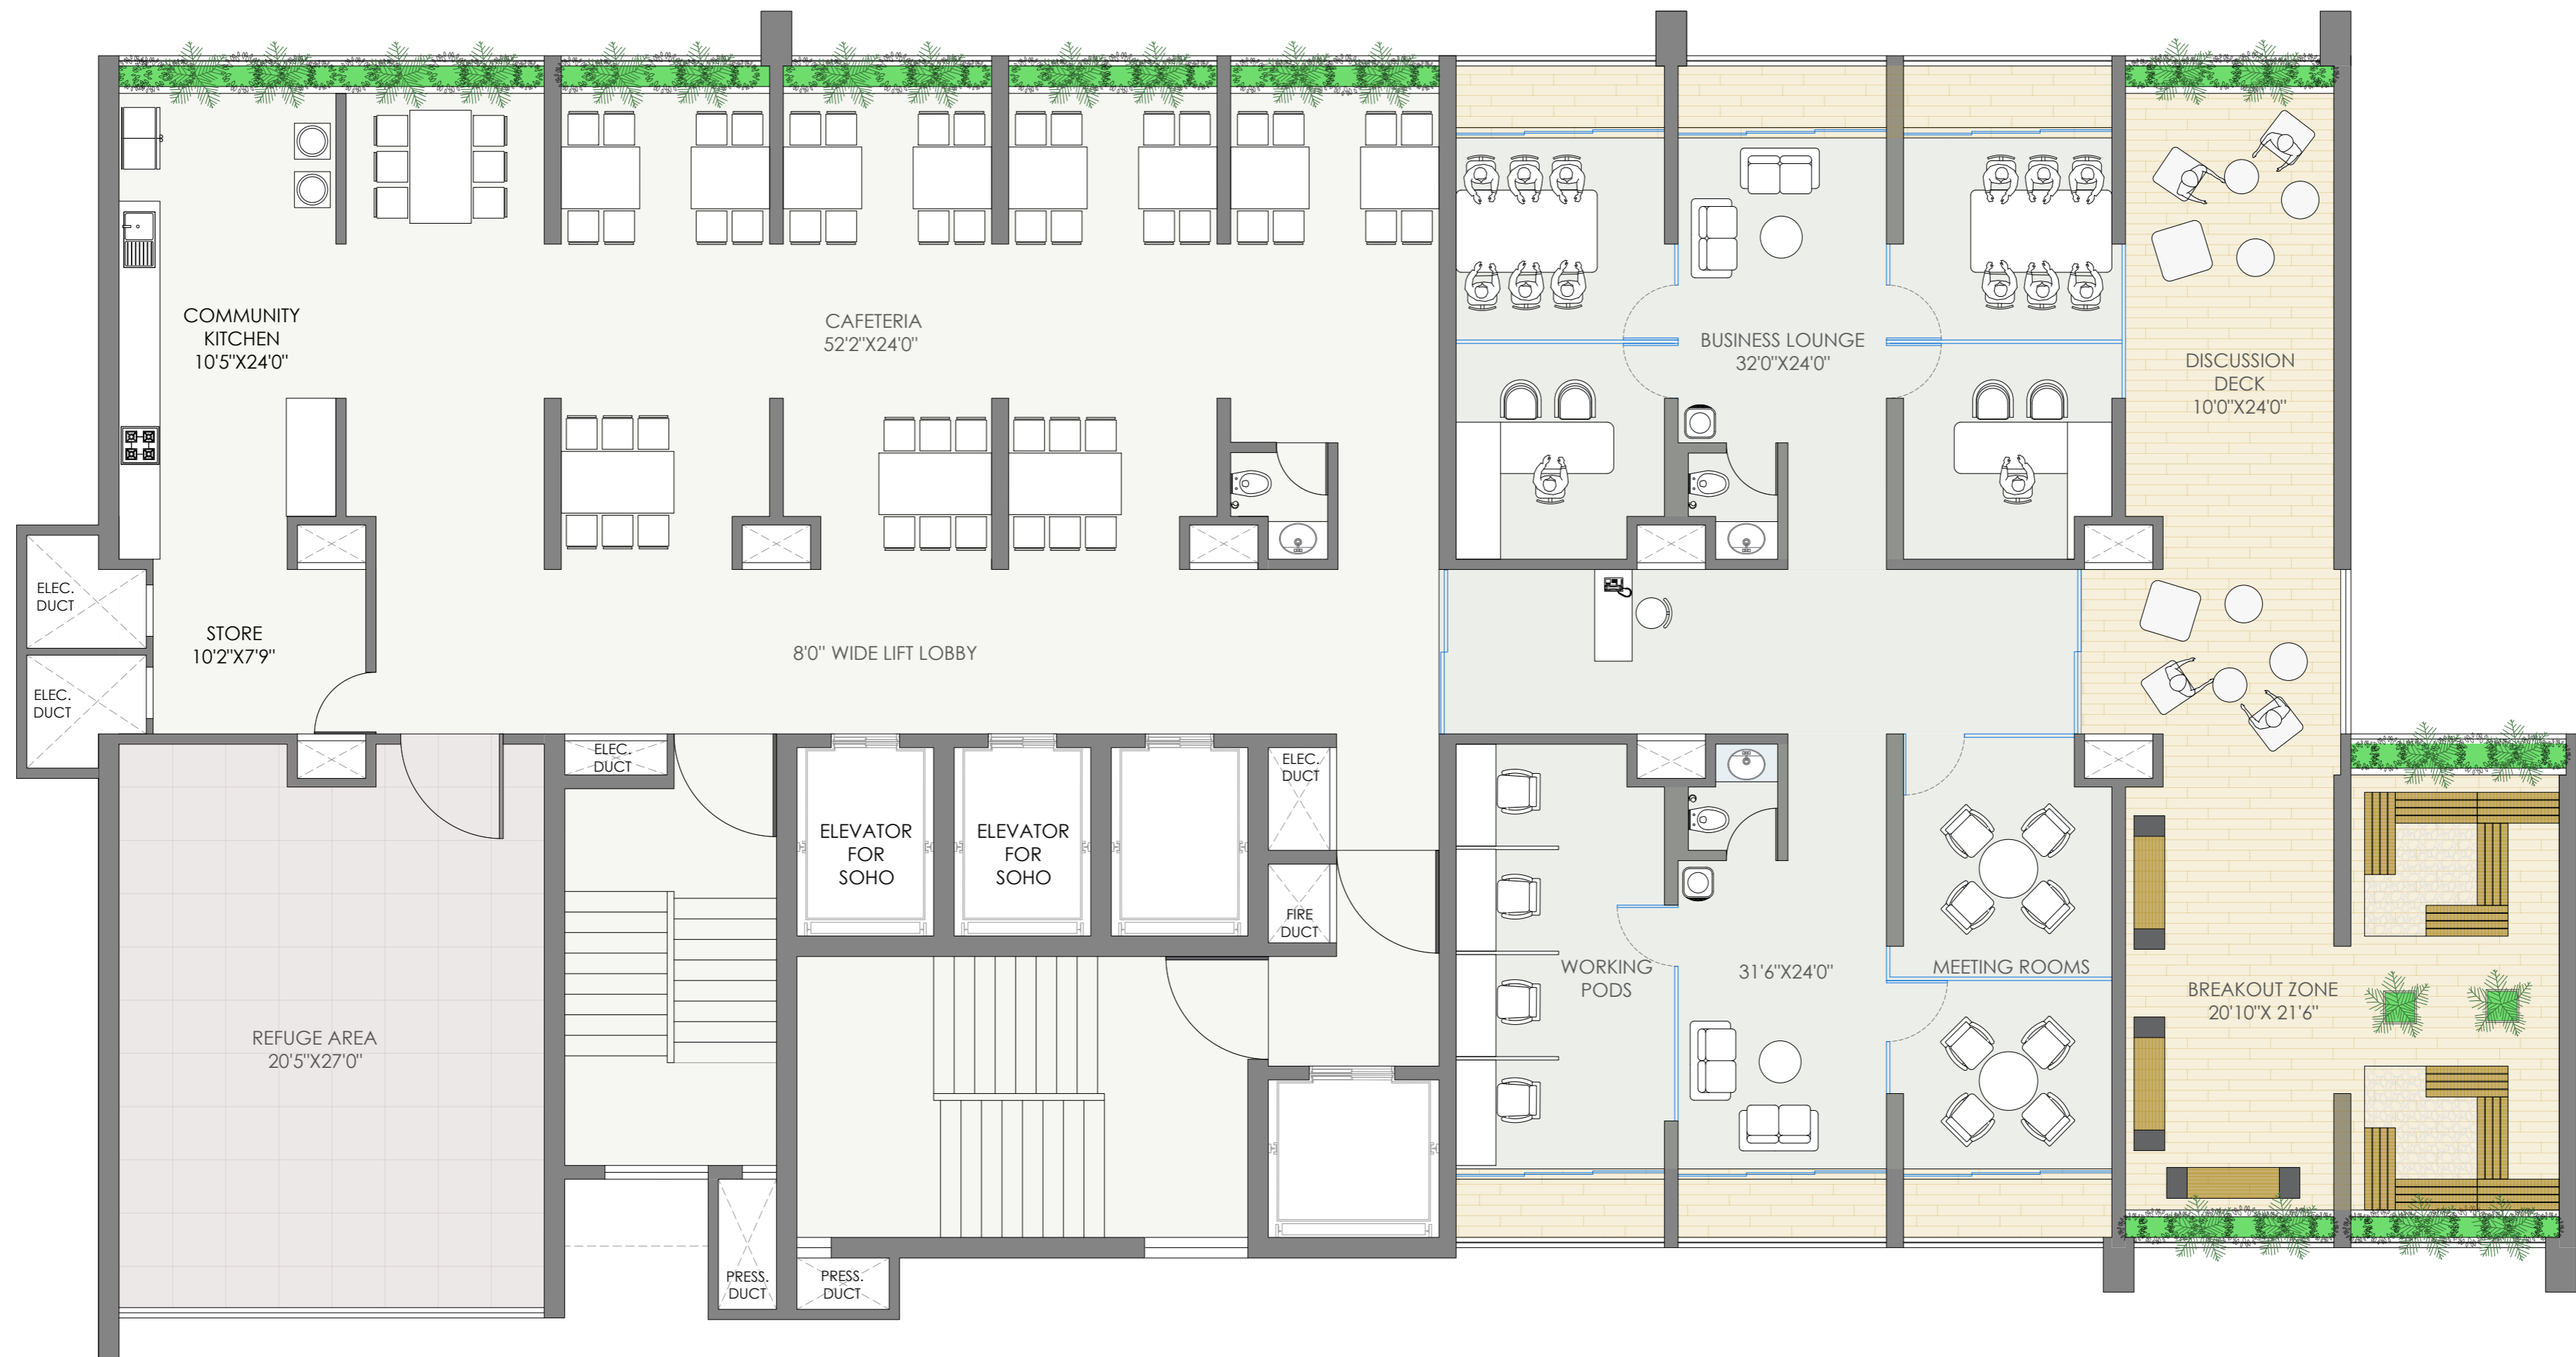 COMMUNITY
KITCHEN
10'5"X24'0"
CAFETERIA
52'2"X24'0"
BUSINESS LOUNGE
32'0"X24'0"
DISCUSSION
DECK
10'0"X24'0"
ELEC.
DUCT
ELEC.
DUCT
STORE
10'2"X7'9"
8'0" WIDE LIFT LOBBY
ELEC.
DUCT
ELEVATOR
FOR
SOHO
ELEVATOR
FOR
SOHO
ELEC.
DUCT
FIRE
DUCT
REFUGE AREA
20'5"X27'0"
WORKING
PODS
31'6"X24'0"
MEETING ROOMS
BREAKOUT ZONE
20'10"X 21'6"
PRESS.
DUCT
PRESS.
DUCT